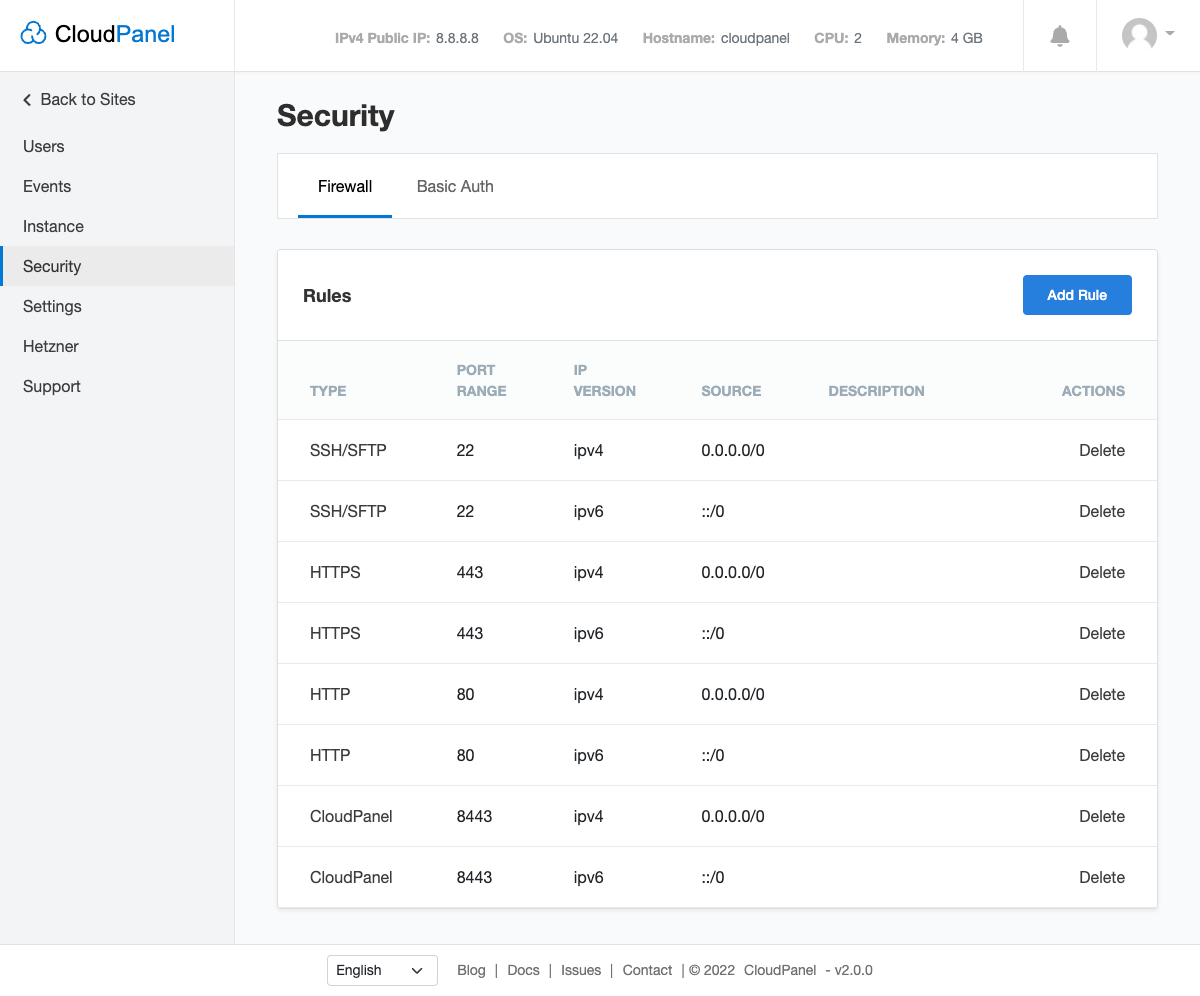 CloudPanel
IPv4 Public IP: 8.8.8.8 OS: Ubuntu 22.04 Hostname: cloudpanel CPU: 2 Memory: 4 GB
Back to Sites
Users
Events
Instance
Security
Settings
Hetzner
Support
Security
Firewall Basic Auth
Rules Add Rule
TYPE PORT RANGE IP VERSION SOURCE DESCRIPTION ACTIONS
SSH/SFTP 22 ipv4 0.0.0.0/0 Delete
SSH/SFTP 22 ipv6 ::/0 Delete
HTTPS 443 ipv4 0.0.0.0/0 Delete
HTTPS 443 ipv6 ::/0 Delete
HTTP 80 ipv4 0.0.0.0/0 Delete
HTTP 80 ipv6 ::/0 Delete
CloudPanel 8443 ipv4 0.0.0.0/0 Delete
CloudPanel 8443 ipv6 ::/0 Delete
English Blog | Docs | Issues | Contact | © 2022 CloudPanel - v2.0.0